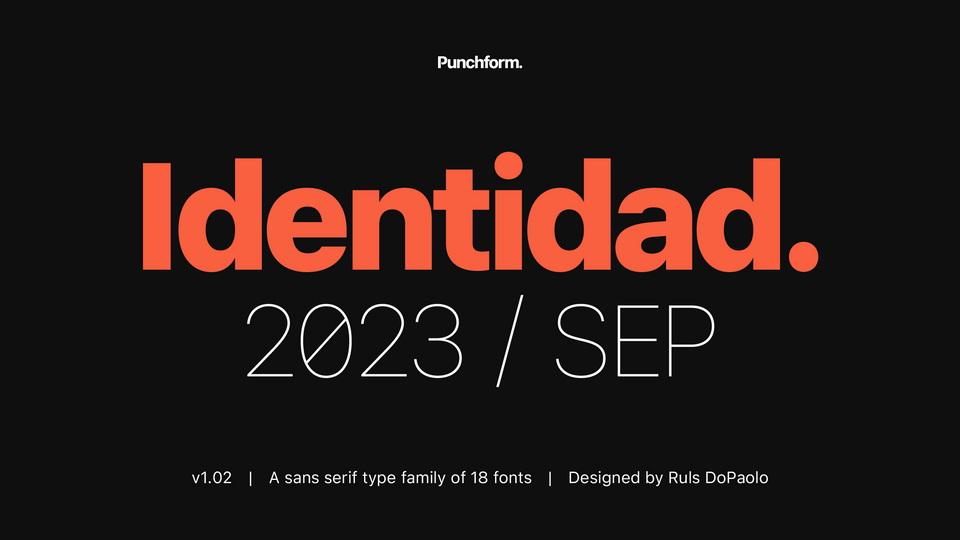 Punchform.
Identidad.
2023 / SEP
v1.02 | A sans serif type family of 18 fonts | Designed by Ruls DoPaolo